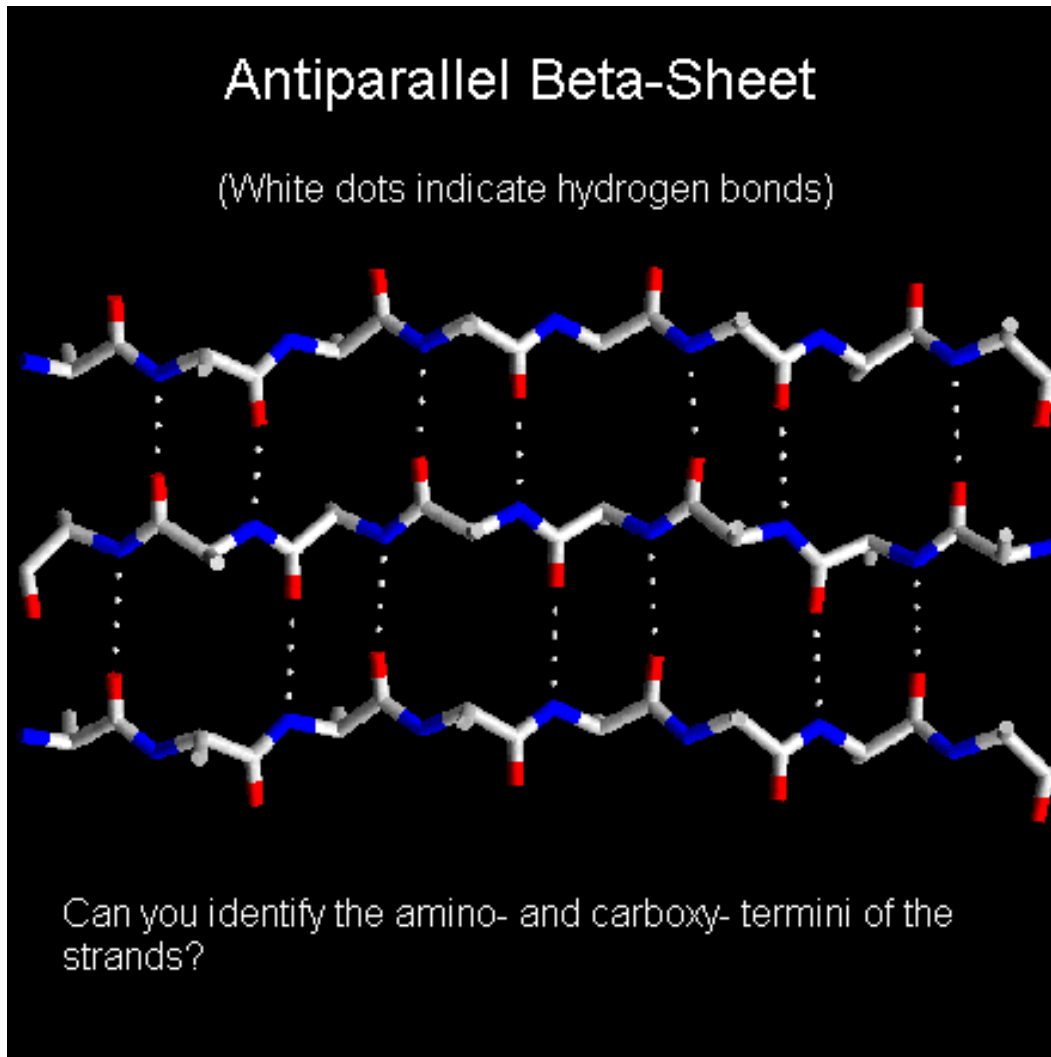 Antiparallel Beta-Sheet
(White dots indicate hydrogen bonds)
Can you identify the amino- and carboxy- termini of the
strands?